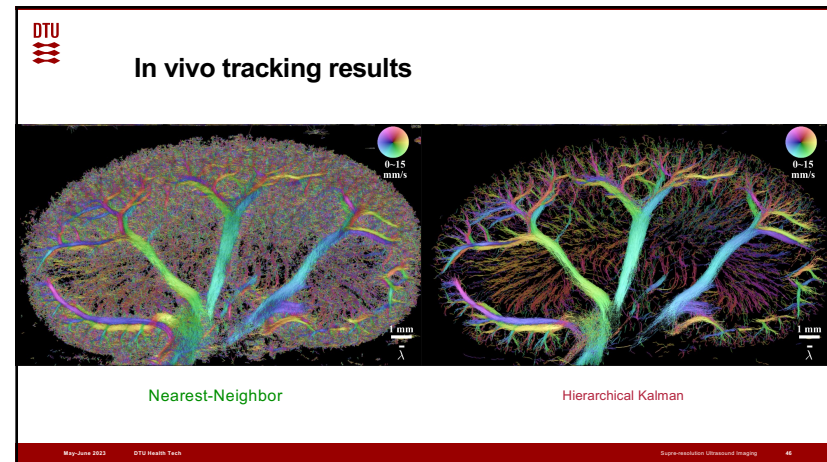 DTU
In vivo tracking results
0~15
mm/s
1 mm
λ
0~15
mm/s
1 mm
λ
Nearest-Neighbor
Hierarchical Kalman
May-June 2023 DTU Health Tech Supre-resolution Ultrasound Imaging 46